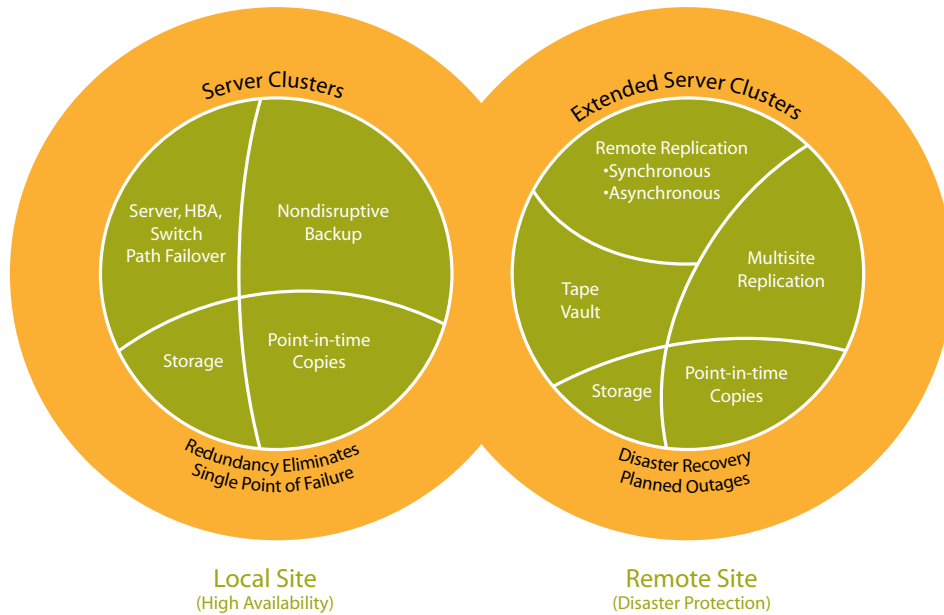 Server Clusters
Server, HBA,
Switch
Path Failover
Nondisruptive
Backup
Storage
Point-in-time
Copies
Redundancy Eliminates
Single Point of Failure
Local Site
(High Availability)
Extended Server Clusters
Remote Replication
•Synchronous
•Asynchronous
Tape
Vault
Multisite
Replication
Storage
Point-in-time
Copies
Disaster Recovery
Planned Outages
Remote Site
(Disaster Protection)